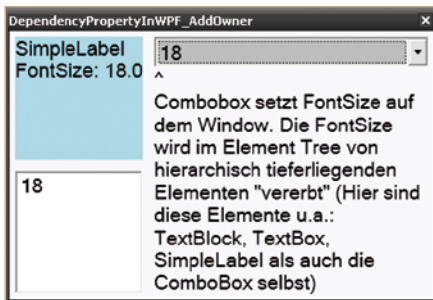 DependencyPropertyInWPF_AddOwner
SimpleLabel
FontSize: 18.0
18
18
^
Combobox setzt FontSize auf
dem Window. Die FontSize
wird im Element Tree von
hierarchisch tieferliegenden
Elementen "vererbt" (Hier sind
diese Elemente u.a.:
TextBlock, TextBox,
SimpleLabel als auch die
ComboBox selbst)